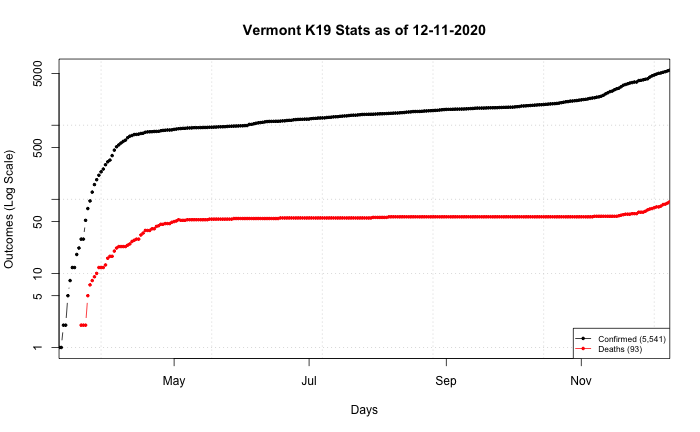 Vermont K19 Stats as of 12-11-2020
Outcomes (Log Scale)
5000
500
50
10
5
1
May
Jul
Sep
Nov
Days
Confirmed (5,541)
Deaths (93)